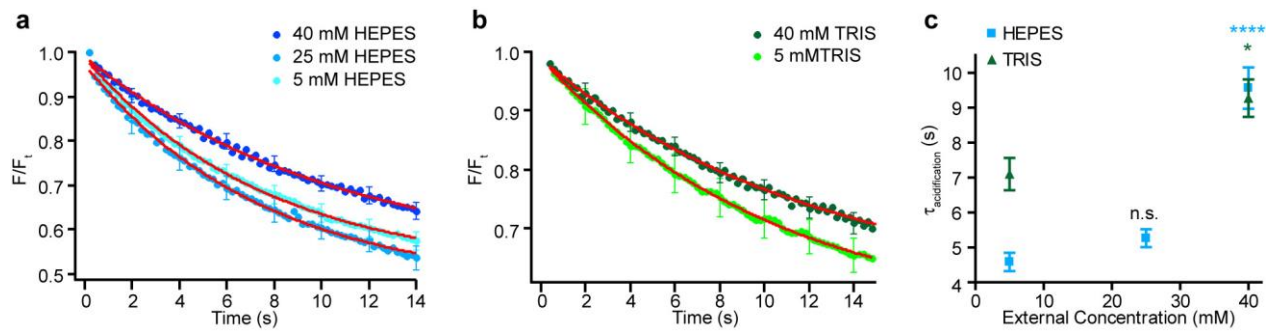 a
40 mM HEPES
25 mM HEPES
5 mM HEPES
1.0
0.9
0.8
0.7
0.6
0.5
F/Ft
0 2 4 6 8 10 12 14
Time (s)
b
40 mM TRIS
5 mMTRIS
1.0
0.9
0.8
0.7
F/Ft
0 2 4 6 8 10 12 14
Time (s)
c
HEPES
TRIS
****
*
n.s.
10
9
8
7
6
5
4
τacidification (s)
0 10 20 30 40
External Concentration (mM)